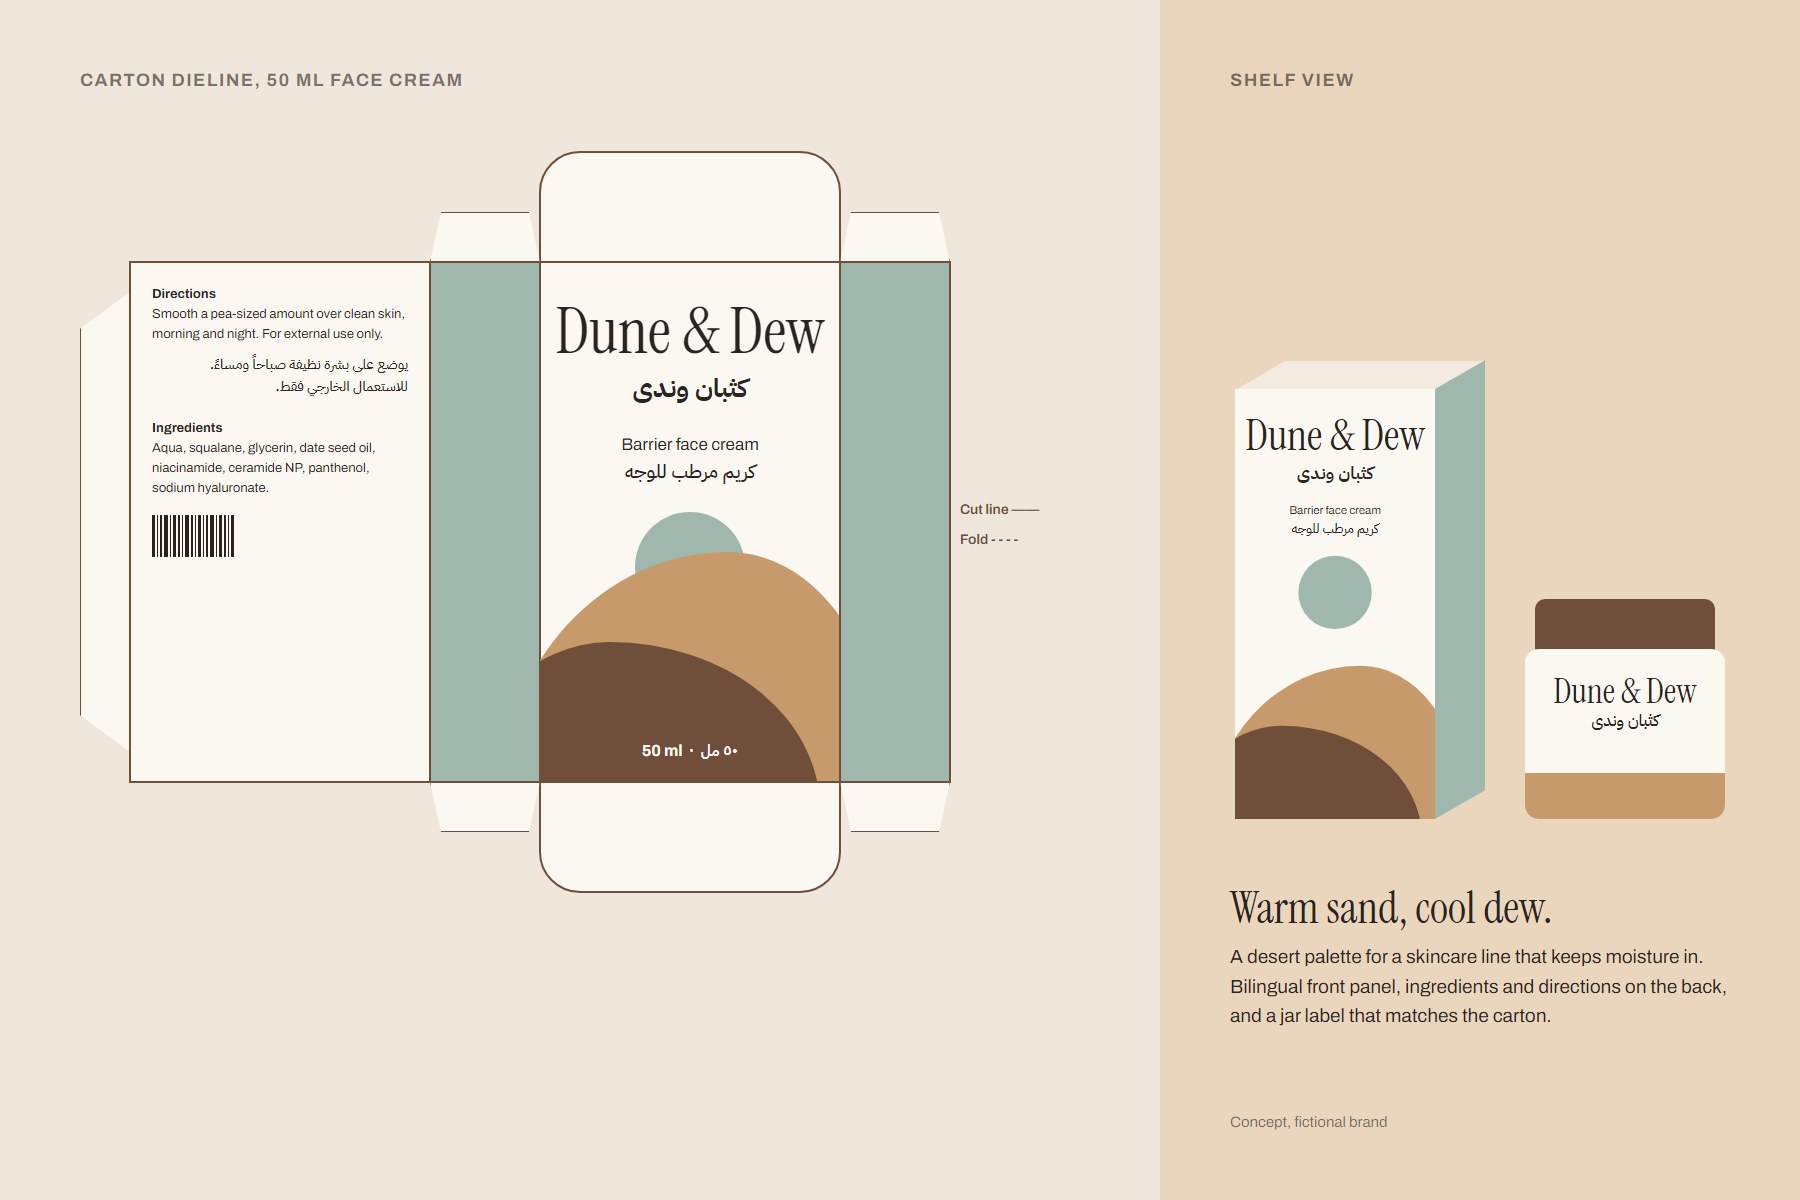 CARTON DIELINE, 50 ML FACE CREAM
Directions
Smooth a pea-sized amount over clean skin,
morning and night. For external use only.
يوضع على بشرة نظيفة صباحاً ومساءً.
للاستعمال الخارجي فقط.
Ingredients
Aqua, squalane, glycerin, date seed oil,
niacinamide, ceramide NP, panthenol,
sodium hyaluronate.
Dune & Dew
كثبان وندى
Barrier face cream
كريم مرطب للوجه
50 ml · ٥٠ مل
Cut line ——
Fold - - - -
SHELF VIEW
Dune & Dew
كثبان وندى
Barrier face cream
كريم مرطب للوجه
Dune & Dew
كثبان وندى
Warm sand, cool dew.
A desert palette for a skincare line that keeps moisture in.
Bilingual front panel, ingredients and directions on the back,
and a jar label that matches the carton.
Concept, fictional brand